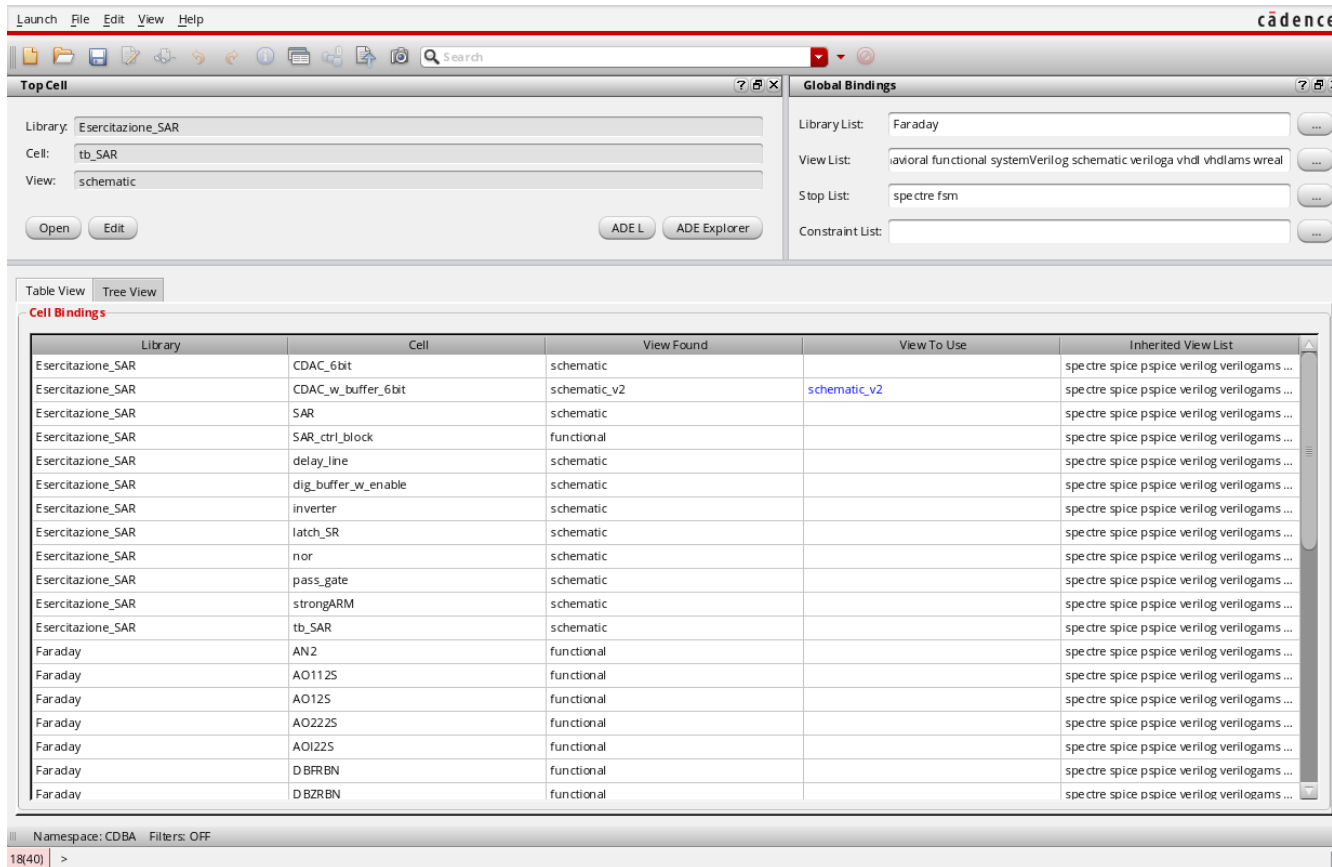 Launch File Edit View Help
cādence
Search
Top Cell
Library: Esercitazione_SAR
Cell: tb_SAR
View: schematic
Open Edit ADE L ADE Explorer
Global Bindings
Library List: Faraday ...
View List: avioral functional systemVerilog schematic veriloga vhdl vhdlams wreal ...
Stop List: spectre fsm ...
Constraint List: ...
Table View Tree View
Cell Bindings
Library Cell View Found View To Use Inherited View List
Esercitazione_SAR CDAC_6bit schematic spectre spice pspice verilog verilogams ...
Esercitazione_SAR CDAC_w_buffer_6bit schematic_v2 schematic_v2 spectre spice pspice verilog verilogams ...
Esercitazione_SAR SAR schematic spectre spice pspice verilog verilogams ...
Esercitazione_SAR SAR_ctrl_block functional spectre spice pspice verilog verilogams ...
Esercitazione_SAR delay_line schematic spectre spice pspice verilog verilogams ...
Esercitazione_SAR dig_buffer_w_enable schematic spectre spice pspice verilog verilogams ...
Esercitazione_SAR inverter schematic spectre spice pspice verilog verilogams ...
Esercitazione_SAR latch_SR schematic spectre spice pspice verilog verilogams ...
Esercitazione_SAR nor schematic spectre spice pspice verilog verilogams ...
Esercitazione_SAR pass_gate schematic spectre spice pspice verilog verilogams ...
Esercitazione_SAR strongARM schematic spectre spice pspice verilog verilogams ...
Esercitazione_SAR tb_SAR schematic spectre spice pspice verilog verilogams ...
Faraday AN2 functional spectre spice pspice verilog verilogams ...
Faraday AO112S functional spectre spice pspice verilog verilogams ...
Faraday AO12S functional spectre spice pspice verilog verilogams ...
Faraday AO222S functional spectre spice pspice verilog verilogams ...
Faraday AOI22S functional spectre spice pspice verilog verilogams ...
Faraday DBFRBN functional spectre spice pspice verilog verilogams ...
Faraday DBZRBN functional spectre spice pspice verilog verilogams ...
Namespace: CDBA Filters: OFF
18(40) >